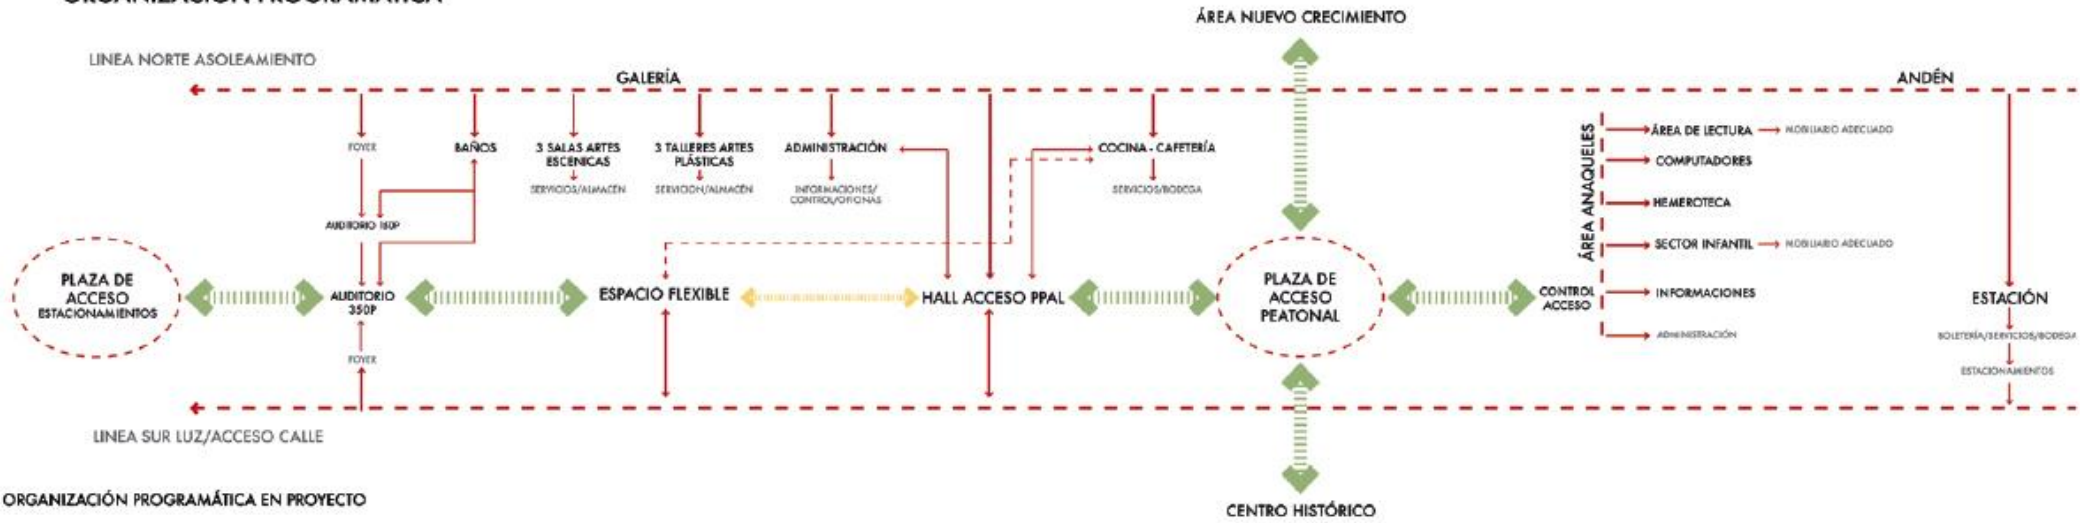 ORGANIZACIÓN PROGRAMÁTICA
ÁREA NUEVO CRECIMIENTO
LINEA NORTE ASOLEAMIENTO
GALERÍA
ANDÉN
FOYER
BAÑOS
3 SALAS ARTES
ESCENICAS
SERVICIOS/ALMACÉN
3 TALLERES ARTES
PLÁSTICAS
SERVICION/ALMACÉN
ADMINISTRACIÓN
INFORMACIONES/
CONTROL/OFICINAS
COCINA - CAFETERÍA
SERVICIOS/BODEGA
AUDITORIO 160P
PLAZA DE
ACCESO
ESTACIONAMIENTOS
AUDITORIO
350P
FOYER
ESPACIO FLEXIBLE
HALL ACCESO PPAL
PLAZA DE
ACCESO
PEATONAL
CONTROL
ACCESO
ÁREA ANAQUELES
ÁREA DE LECTURA
MOBILIARIO ADECUADO
COMPUTADORES
HEMEROTECA
SECTOR INFANTIL
MOBILIARIO ADECUADO
INFORMACIONES
ADMINISTRACIÓN
ESTACIÓN
BOLETERÍA/SERVICIOS/BODEGA
ESTACIONAMIENTOS
LINEA SUR LUZ/ACCESO CALLE
CENTRO HISTÓRICO
ORGANIZACIÓN PROGRAMÁTICA EN PROYECTO